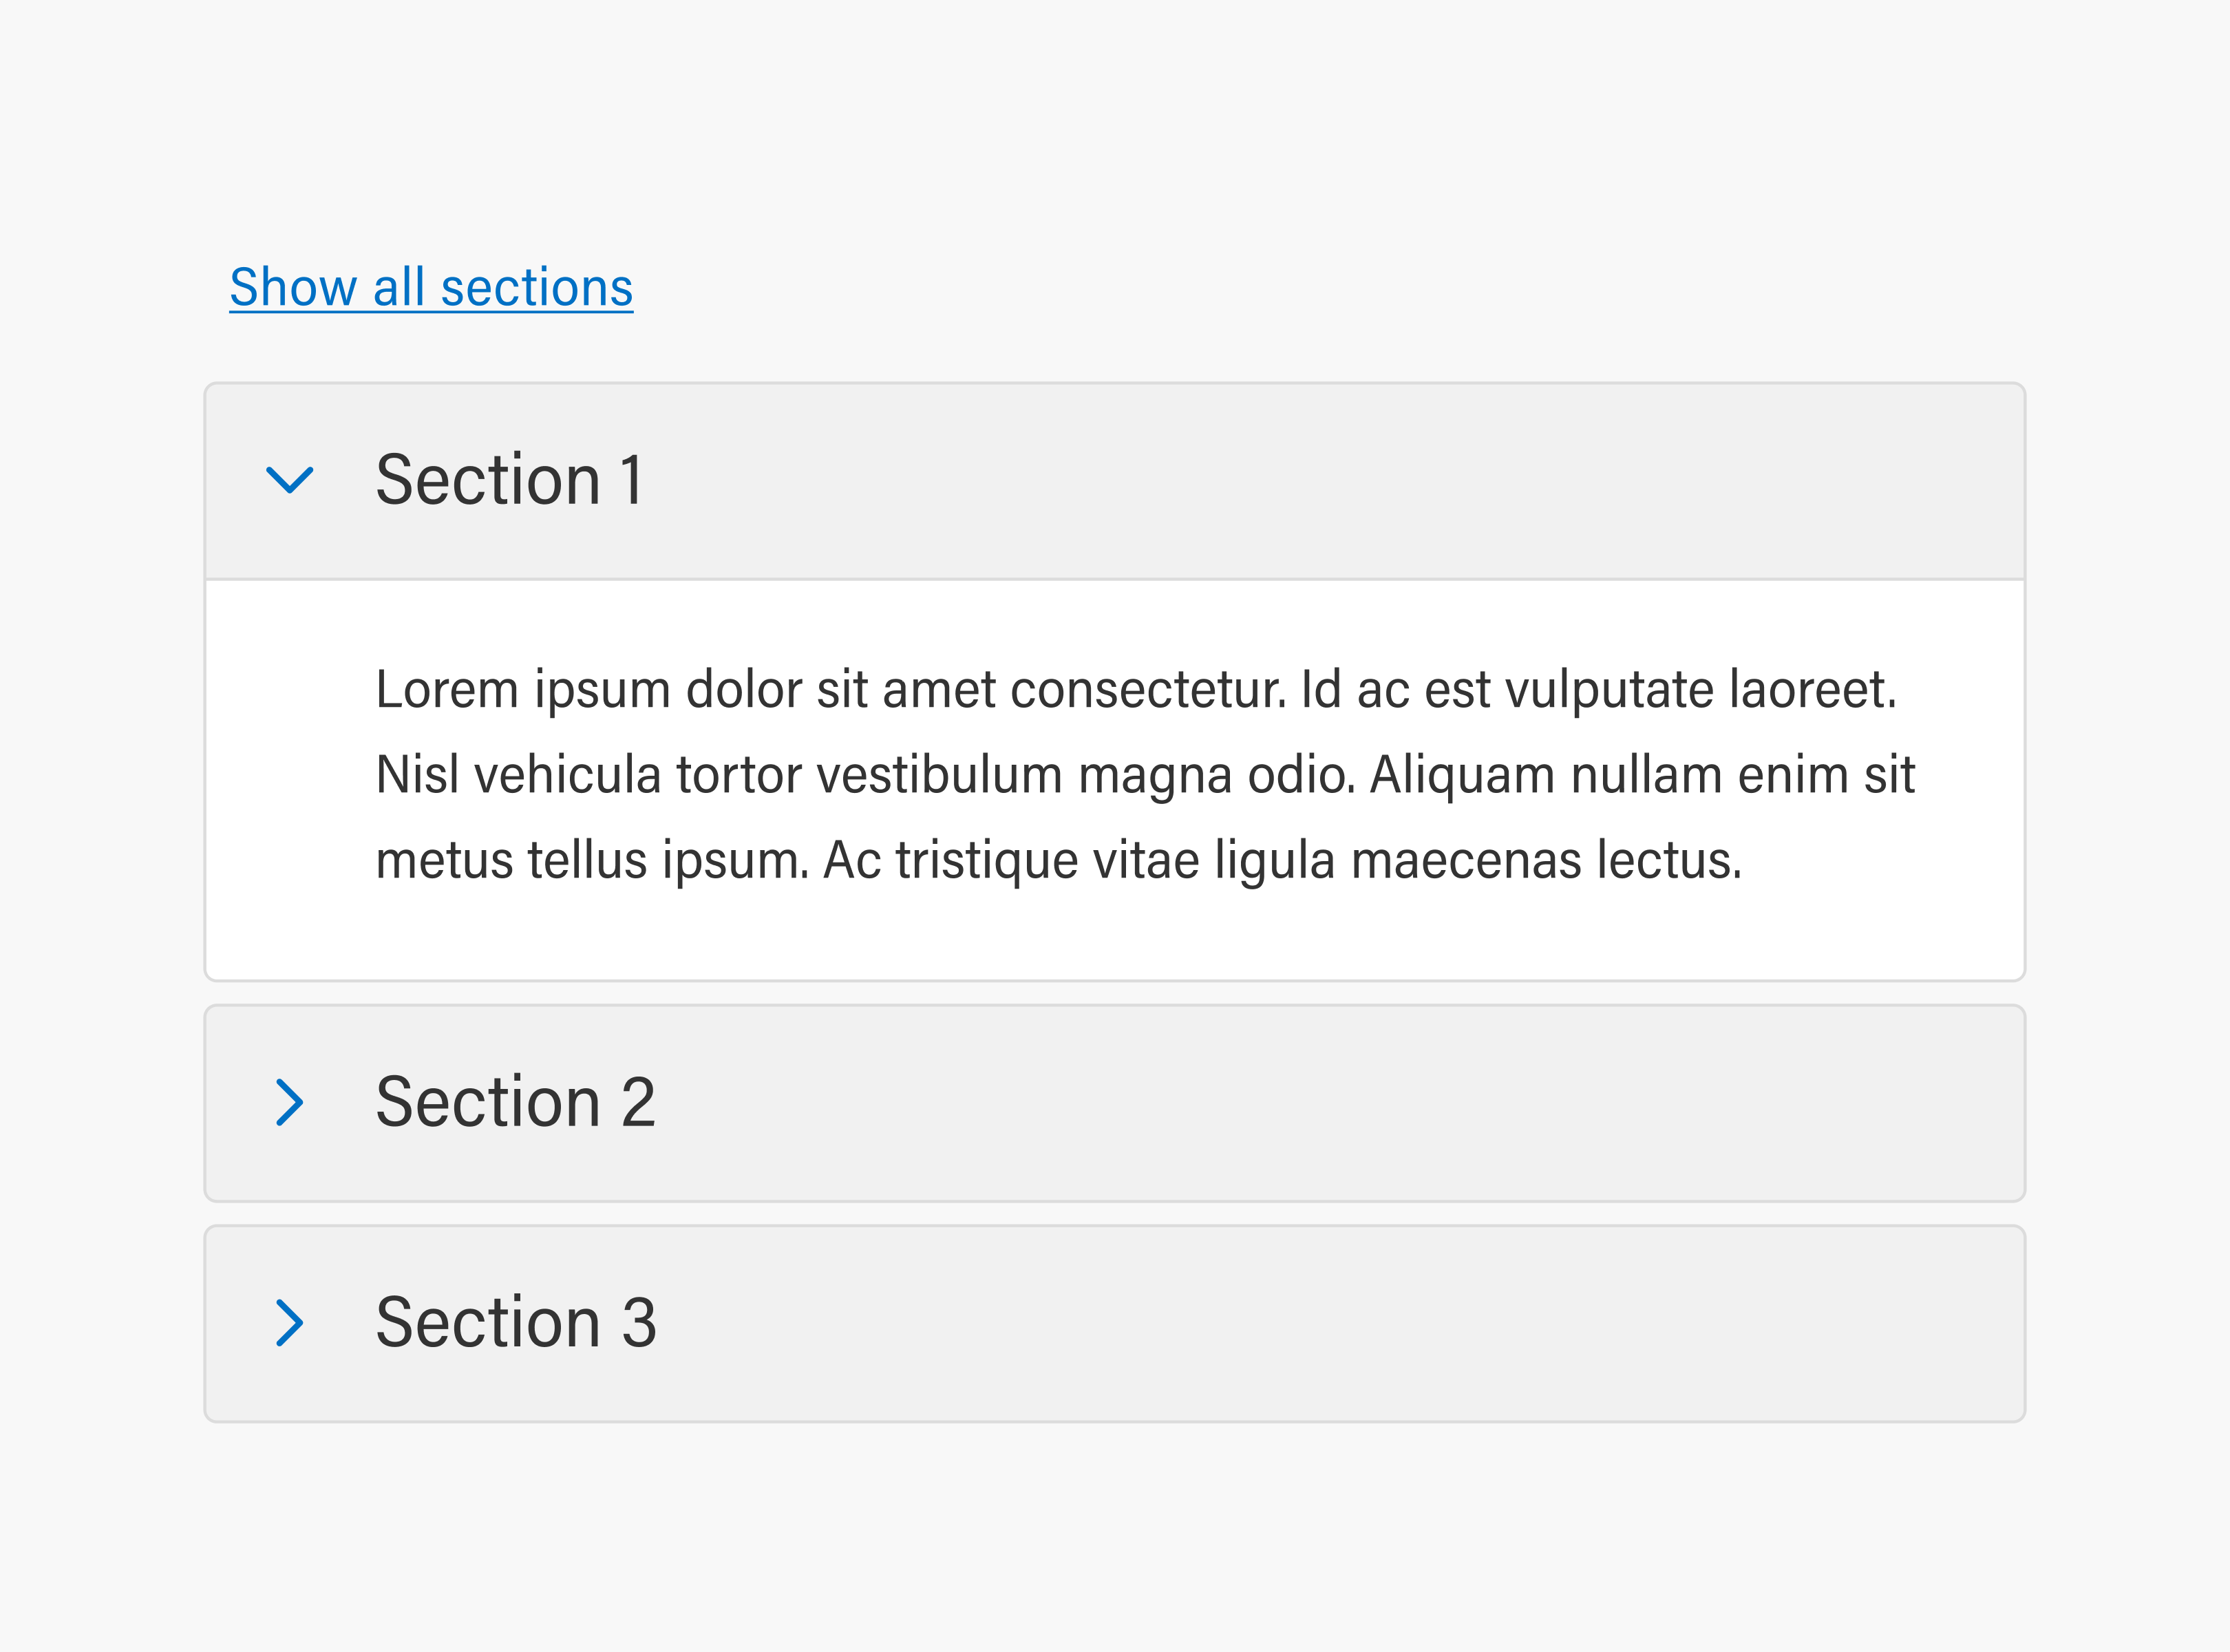 Show all sections
Section 1
Lorem ipsum dolor sit amet consectetur. Id ac est vulputate laoreet.
Nisl vehicula tortor vestibulum magna odio. Aliquam nullam enim sit
metus tellus ipsum. Ac tristique vitae ligula maecenas lectus.
Section 2
Section 3